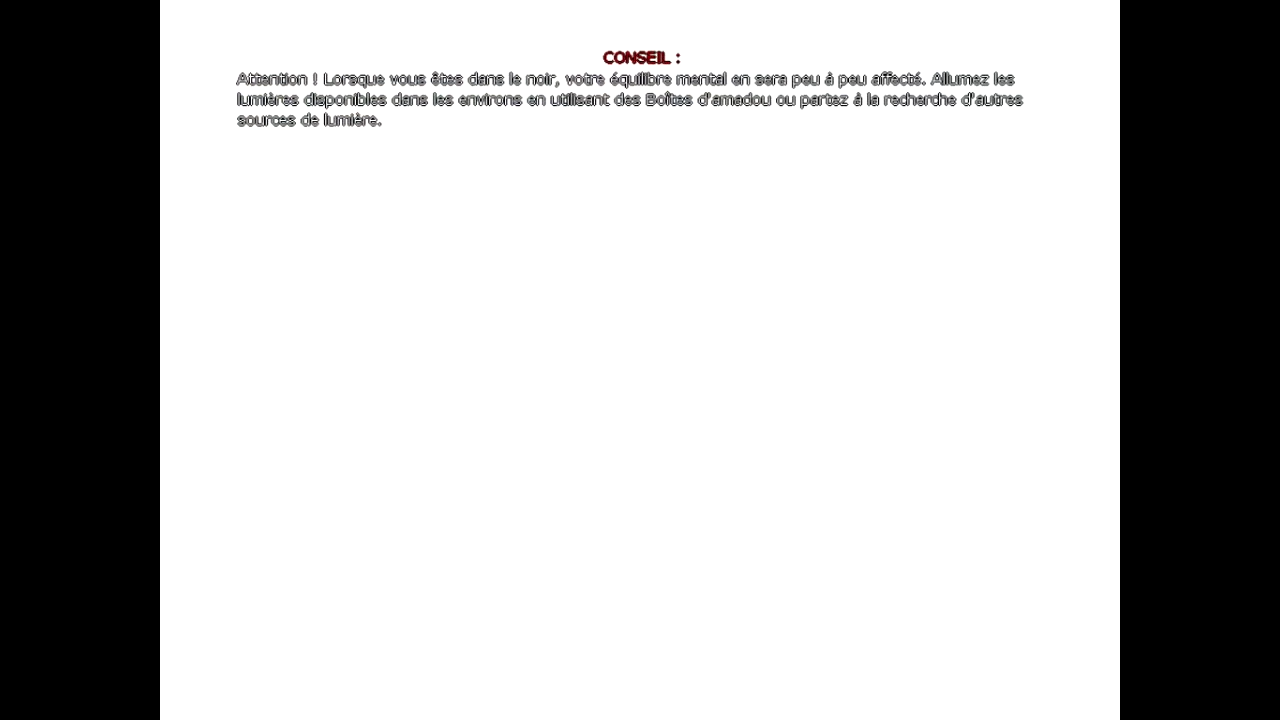 CONSEIL :
Attention ! Lorsque vous êtes dans le noir, votre équilibre mental en sera peu à peu affecté. Allumez les
lumières disponibles dans les environs en utilisant des Boîtes d'amadou ou partez à la recherche d'autres
sources de lumière.